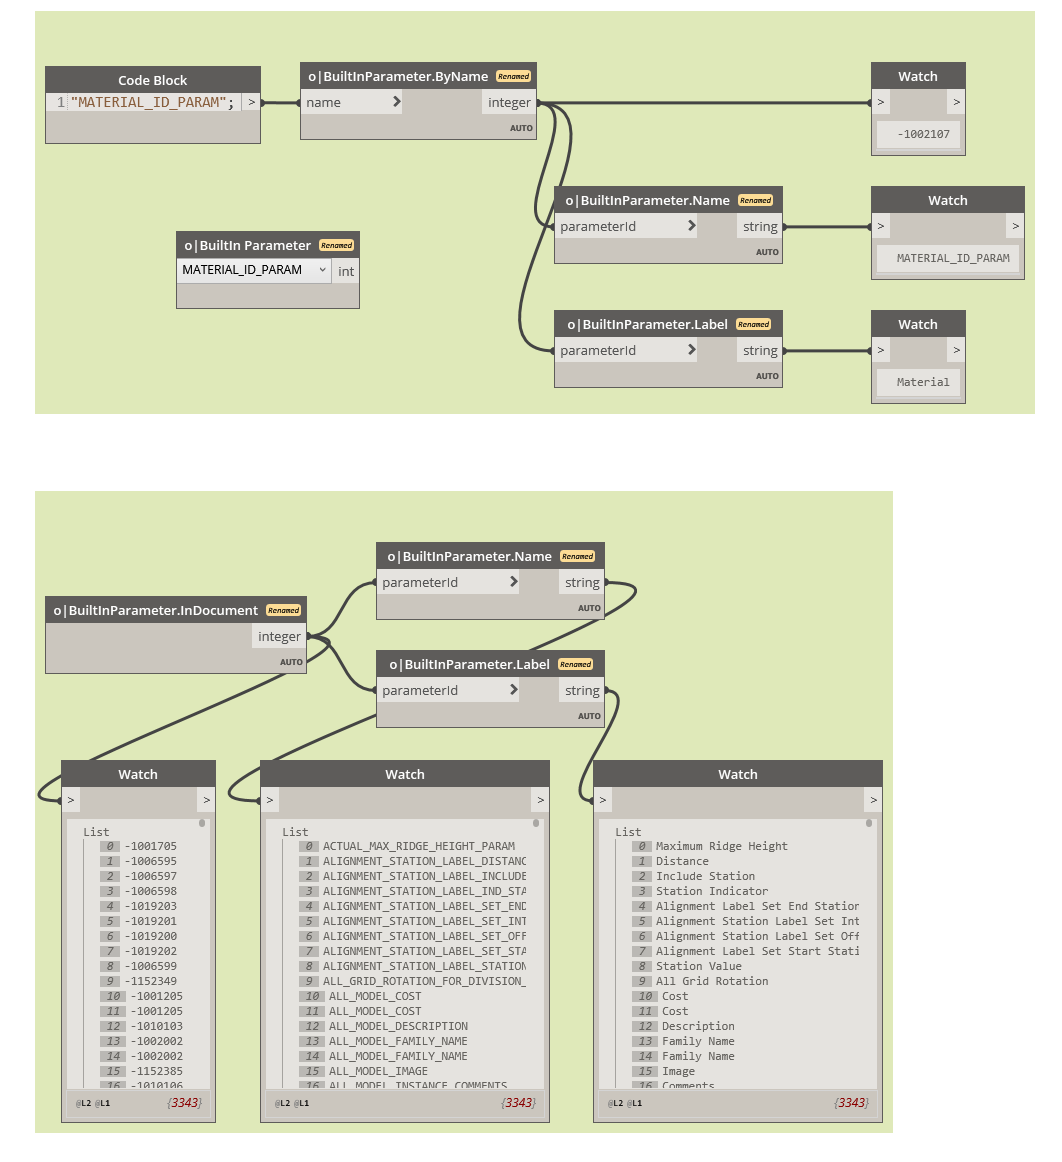 Code Block
1 "MATERIAL_ID_PARAM"; >
o|BuiltInParameter.ByName Renamed
name integer
AUTO
Watch
> >
-1002107
o|BuiltInParameter.Name Renamed
parameterId string
AUTO
Watch
> >
MATERIAL_ID_PARAM
o|BuiltIn Parameter Renamed
MATERIAL_ID_PARAM int
o|BuiltInParameter.Label Renamed
parameterId string
AUTO
Watch
> >
Material
o|BuiltInParameter.Name Renamed
parameterId string
AUTO
o|BuiltInParameter.InDocument Renamed
integer
AUTO
o|BuiltInParameter.Label Renamed
parameterId string
AUTO
Watch
> >
List
0 -1001705
1 -1006595
2 -1006597
3 -1006598
4 -1019203
5 -1019201
6 -1019200
7 -1019202
8 -1006599
9 -1152349
10 -1001205
11 -1001205
12 -1010103
13 -1002002
14 -1002002
15 -1152385
16 -1010106
@L2 @L1 {3343}
Watch
> >
List
0 ACTUAL_MAX_RIDGE_HEIGHT_PARAM
1 ALIGNMENT_STATION_LABEL_DISTANC
2 ALIGNMENT_STATION_LABEL_INCLUDE
3 ALIGNMENT_STATION_LABEL_IND_STA
4 ALIGNMENT_STATION_LABEL_SET_END
5 ALIGNMENT_STATION_LABEL_SET_INT
6 ALIGNMENT_STATION_LABEL_SET_OFF
7 ALIGNMENT_STATION_LABEL_SET_STA
8 ALIGNMENT_STATION_LABEL_STATION
9 ALL_GRID_ROTATION_FOR_DIVISION_
10 ALL_MODEL_COST
11 ALL_MODEL_COST
12 ALL_MODEL_DESCRIPTION
13 ALL_MODEL_FAMILY_NAME
14 ALL_MODEL_FAMILY_NAME
15 ALL_MODEL_IMAGE
16 ALL_MODEL_INSTANCE_COMMENTS
@L2 @L1 {3343}
Watch
> >
List
0 Maximum Ridge Height
1 Distance
2 Include Station
3 Station Indicator
4 Alignment Label Set End Station
5 Alignment Station Label Set Int
6 Alignment Station Label Set Off
7 Alignment Label Set Start Stati
8 Station Value
9 All Grid Rotation
10 Cost
11 Cost
12 Description
13 Family Name
14 Family Name
15 Image
16 Comments
@L2 @L1 {3343}